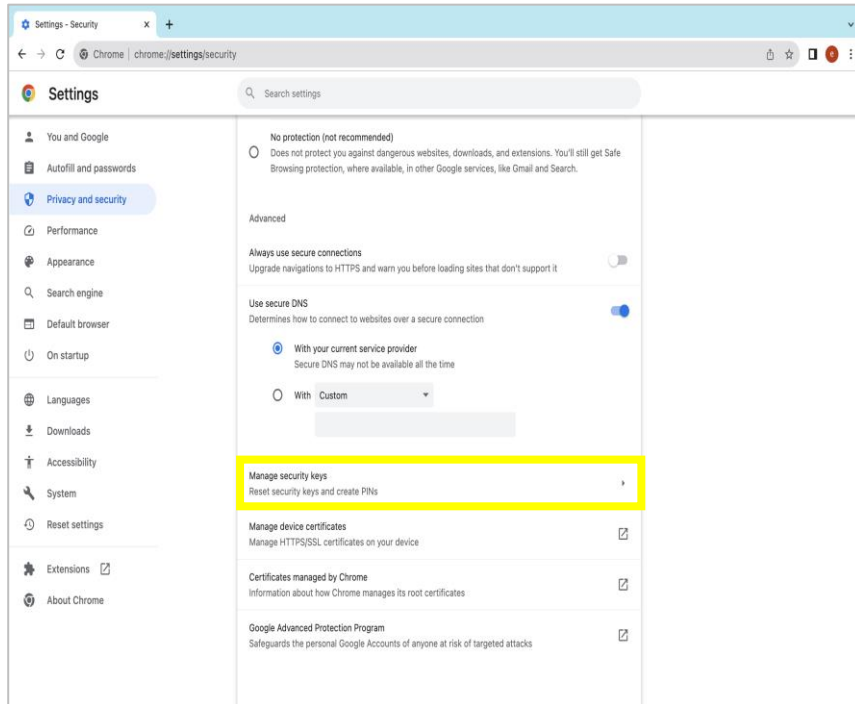 Settings - Security
Chrome | chrome://settings/security
Settings
Search settings
You and Google
Autofill and passwords
Privacy and security
Performance
Appearance
Search engine
Default browser
On startup
Languages
Downloads
Accessibility
System
Reset settings
Extensions
About Chrome
No protection (not recommended)
Does not protect you against dangerous websites, downloads, and extensions. You'll still get Safe
Browsing protection, where available, in other Google services, like Gmail and Search.
Advanced
Always use secure connections
Upgrade navigations to HTTPS and warn you before loading sites that don't support it
Use secure DNS
Determines how to connect to websites over a secure connection
With your current service provider
Secure DNS may not be available all the time
With Custom
Manage security keys
Reset security keys and create PINs
Manage device certificates
Manage HTTPS/SSL certificates on your device
Certificates managed by Chrome
Information about how Chrome manages its root certificates
Google Advanced Protection Program
Safeguards the personal Google Accounts of anyone at risk of targeted attacks